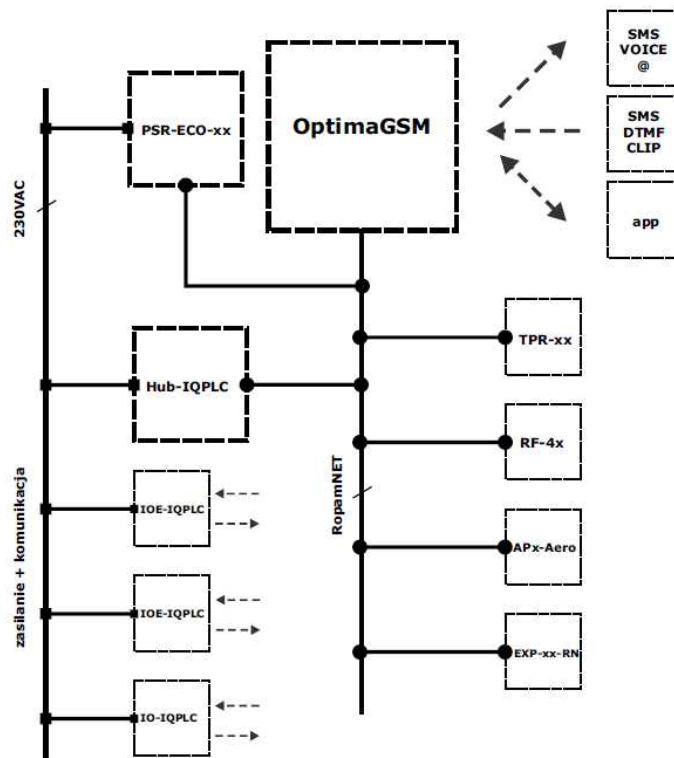 SMS
VOICE
@
PSR-ECO-xx
OptimaGSM
SMS
DTMF
CLIP
230VAC
app
TPR-xx
Hub-IQPLC
RF-4x
RopamNET
zasilanie + komunikacja
IOE-IQPLC
APx-Aero
IOE-IQPLC
EXP-xx-RN
IO-IQPLC